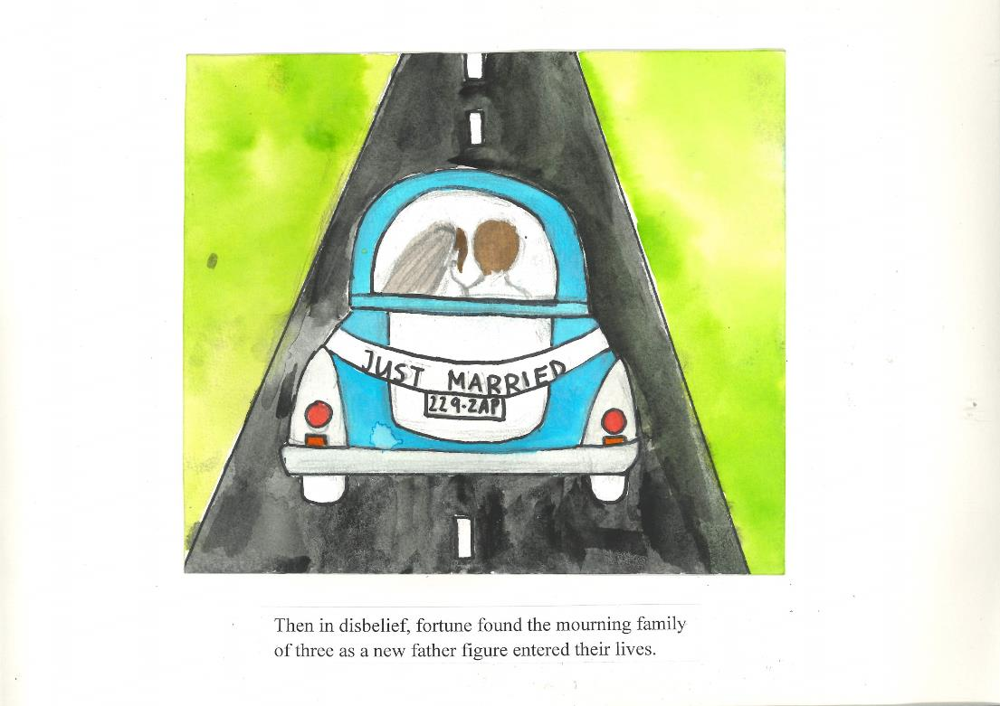 JUST MARRIED
229·2AP
Then in disbelief, fortune found the mourning family
of three as a new father figure entered their lives.